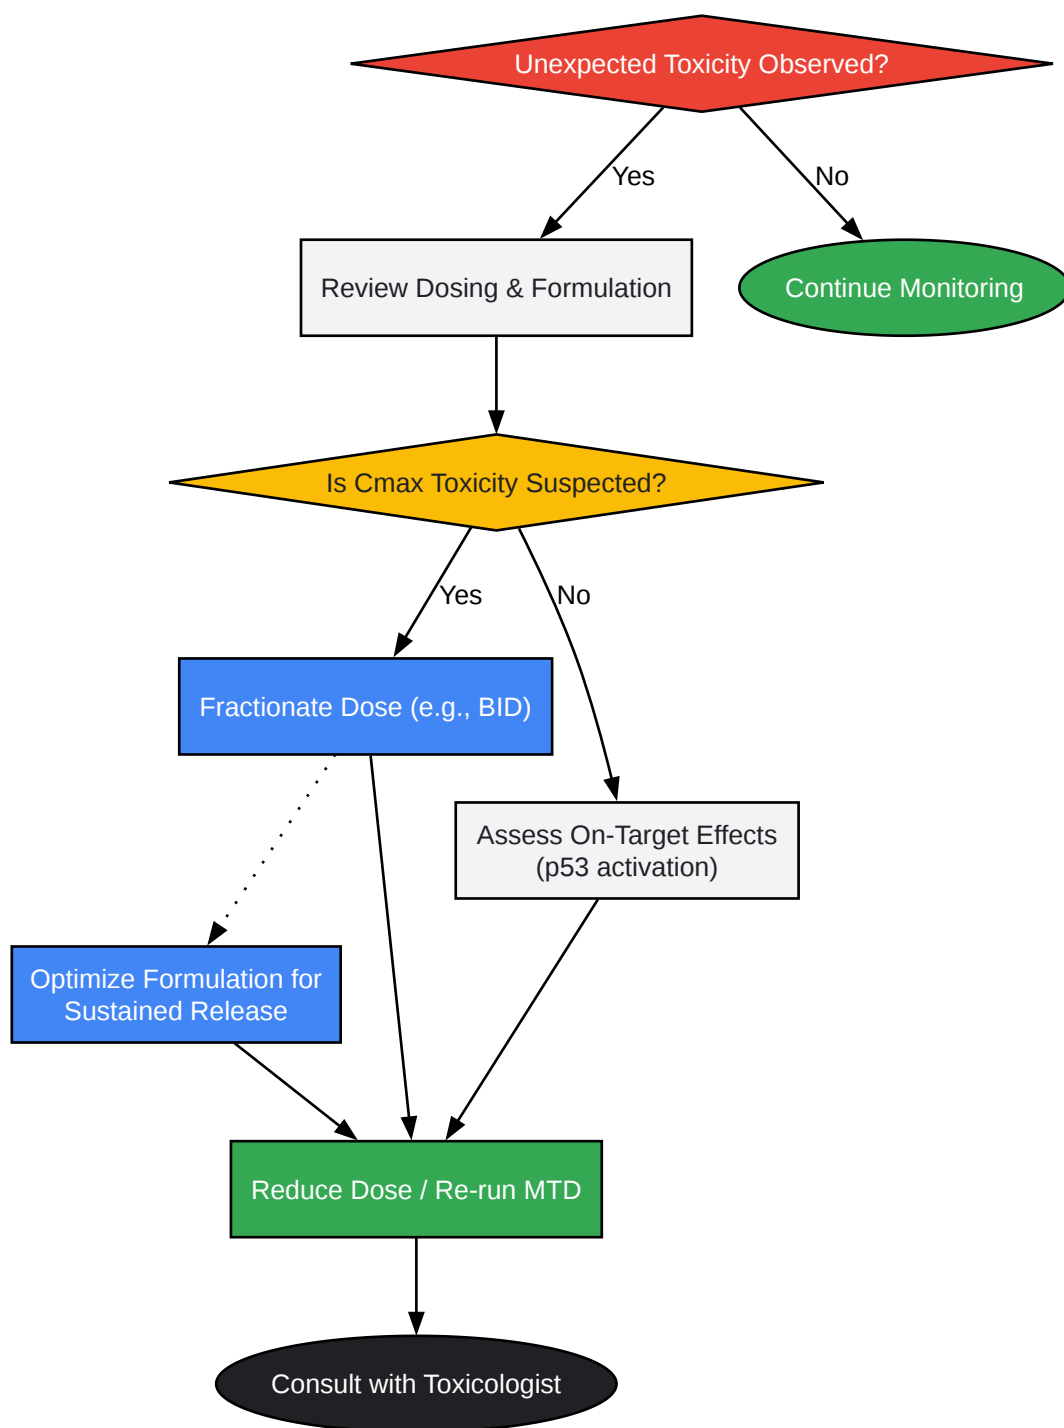 Unexpected Toxicity Observed?
Yes
No
Review Dosing & Formulation
Continue Monitoring
Is Cmax Toxicity Suspected?
Yes
No
Fractionate Dose (e.g., BID)
Assess On-Target Effects
(p53 activation)
Optimize Formulation for
Sustained Release
Reduce Dose / Re-run MTD
Consult with Toxicologist